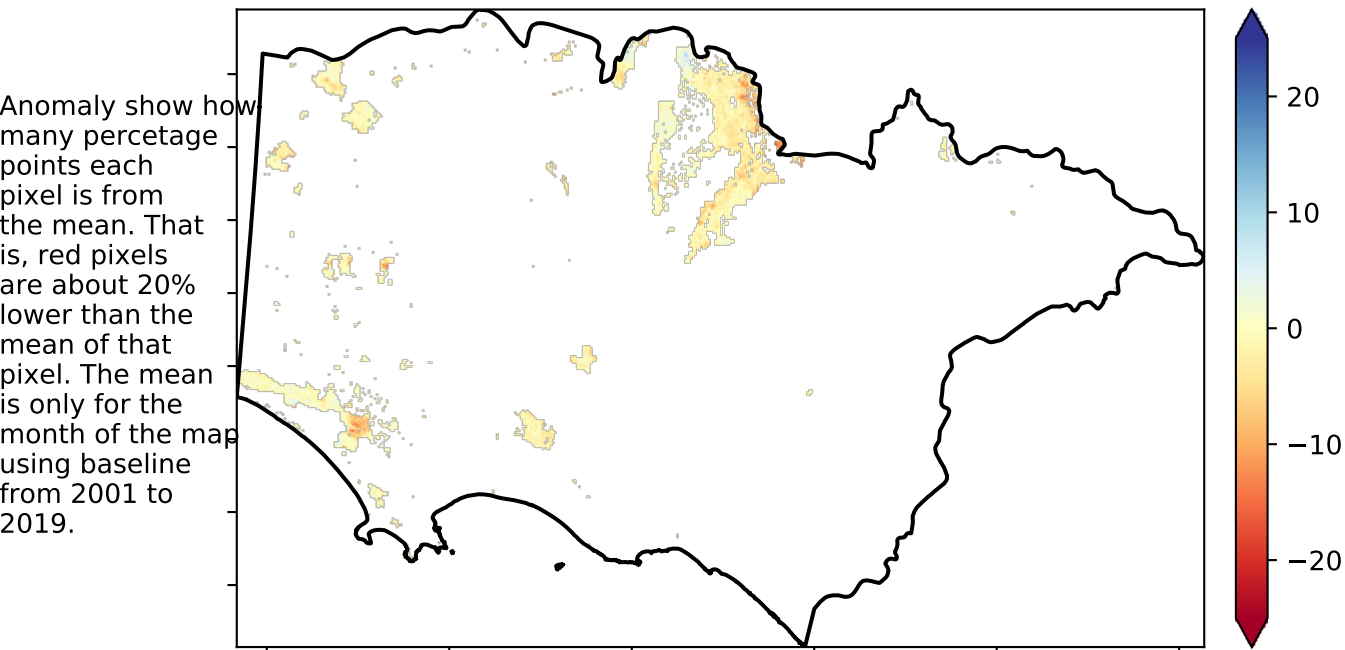 Anomaly show how
many percetage
points each
pixel is from
the mean. That
is, red pixels
are about 20%
lower than the
mean of that
pixel. The mean
is only for the
month of the map
using baseline
from 2001 to
2019.
20
10
0
−10
−20